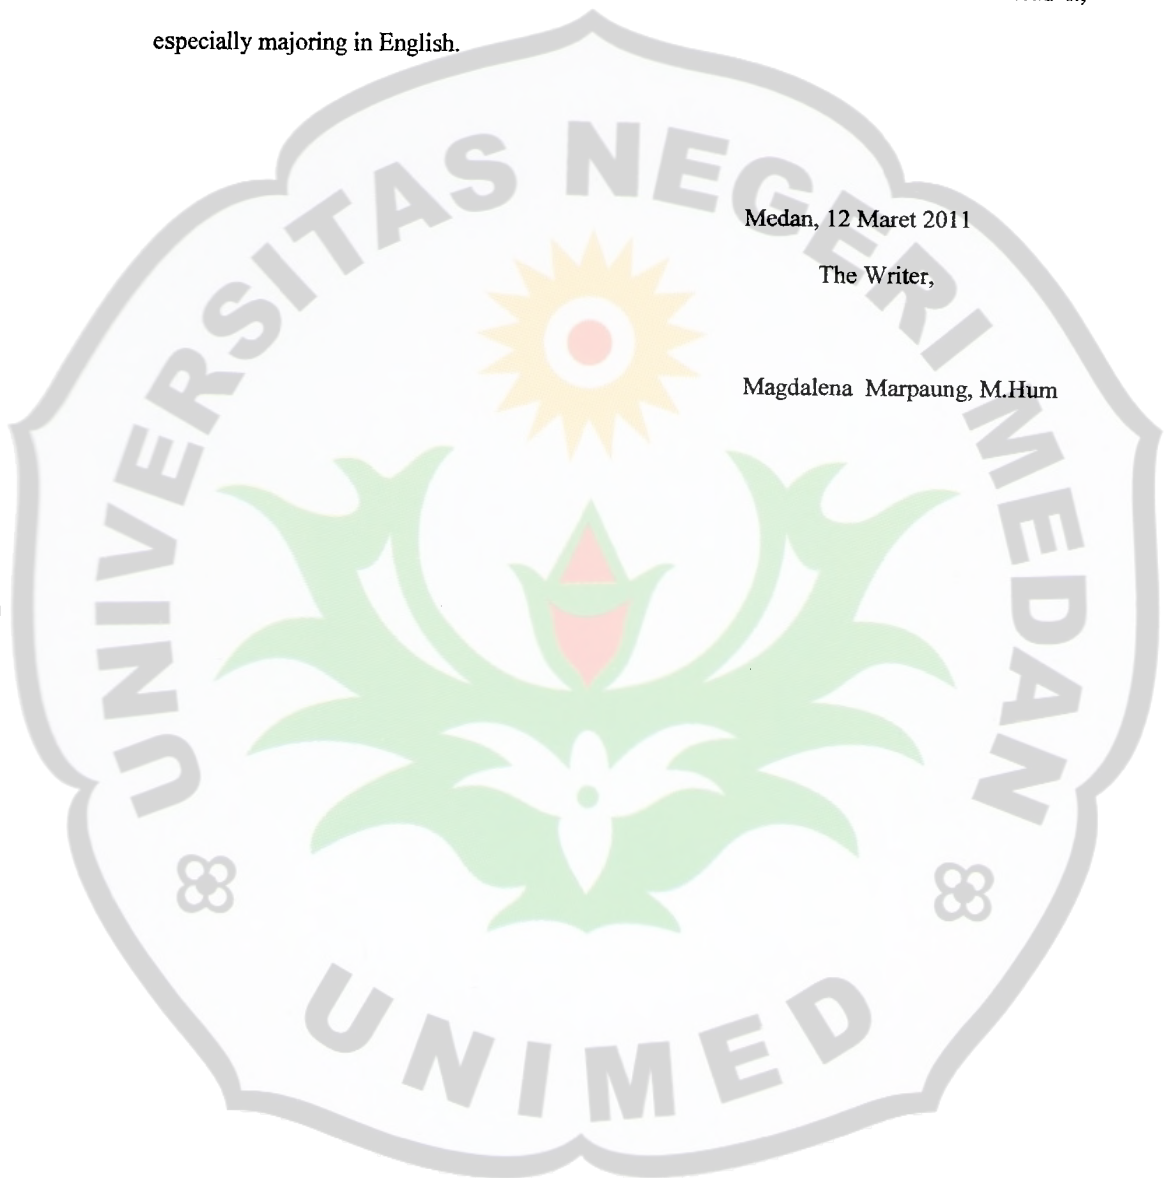 especially majoring in English.
Medan, 12 Maret 2011
The Writer,
Magdalena Marpaung, M.Hum
UNIVERSITAS NEGERI MEDAN
UNIMED